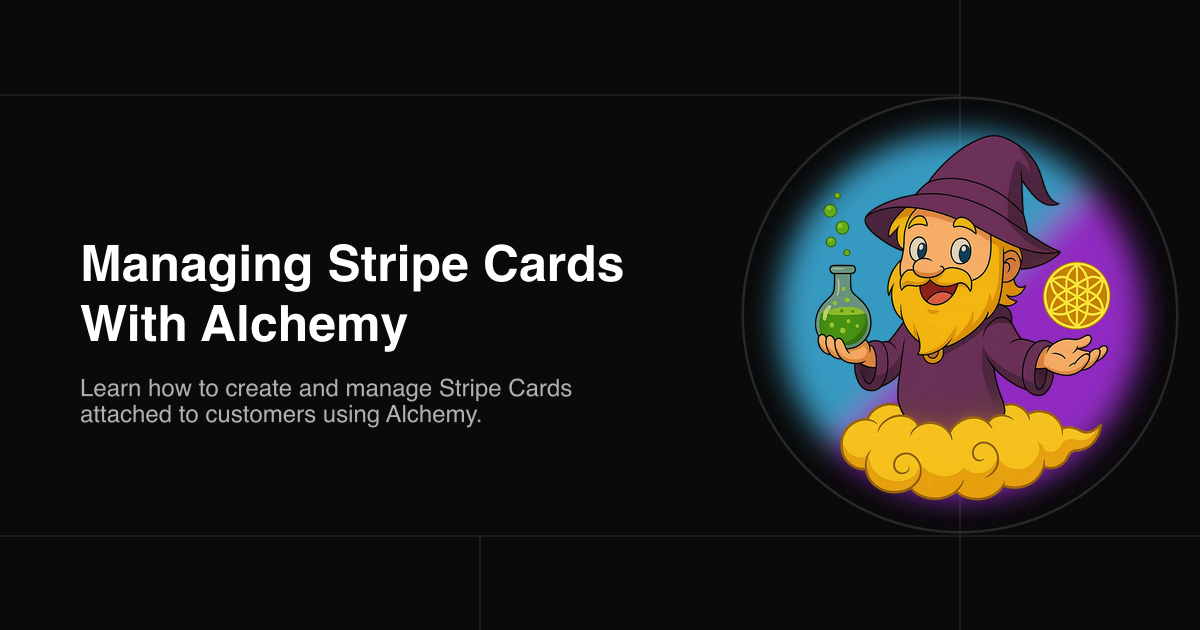 Managing Stripe Cards
With Alchemy
Learn how to create and manage Stripe Cards
attached to customers using Alchemy.